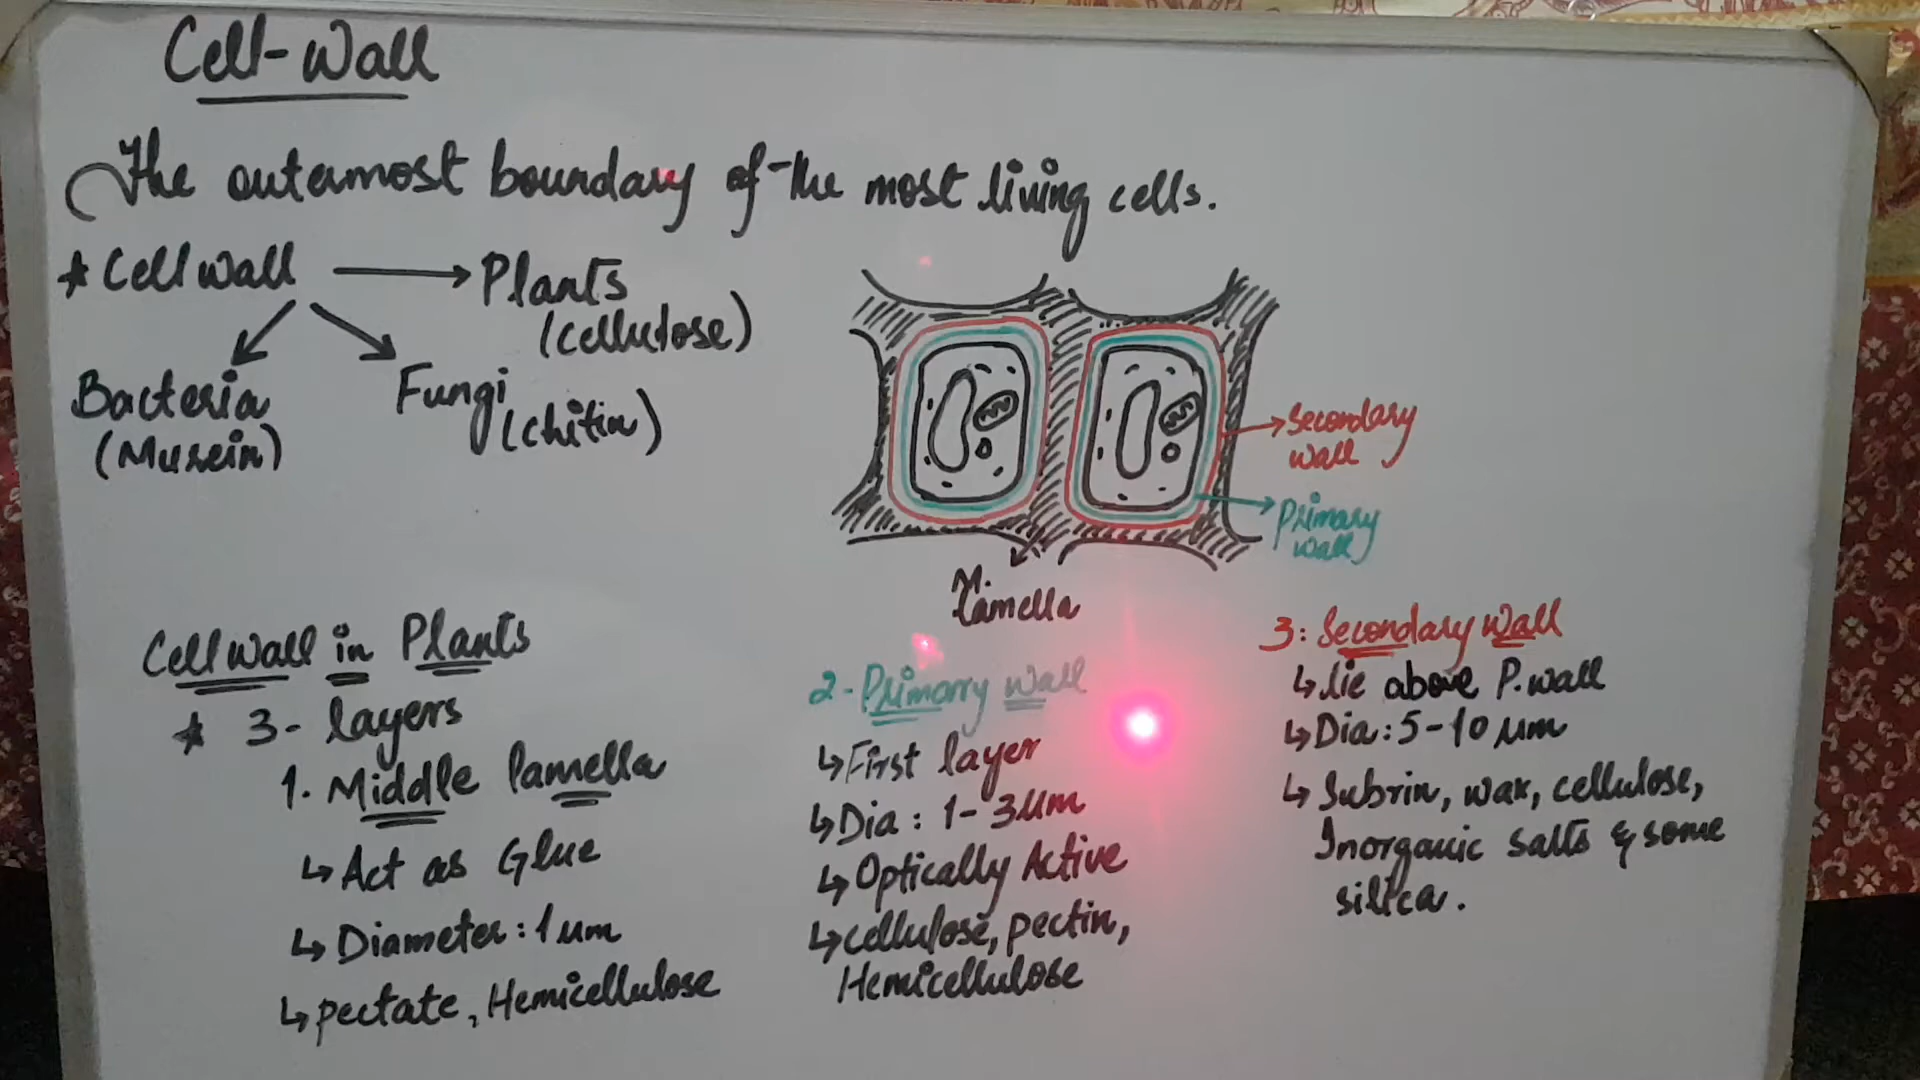 Cell-Wall
The outermost boundary of the most living cells.
★ Cell wall → Plants
(cellulose)
Bacteria
(Murein)
Fungi
(chitin)
Secondary
wall
Primary
wall
M.
lamella
Cell wall in Plants
★ 3- layers
1. Middle lamella
↳ Act as Glue
↳ Diameter: 1 um
↳ pectate, Hemicellulose
2- Primarry wall
↳ First layer
↳ Dia: 1-3 um
↳ Optically Active
↳ cellulose, pectin,
Hemicellulose
3: Secondary Wall
↳ lie above P. wall
↳ Dia: 5-10 um
↳ Subrin, wax, cellulose,
Inorganic salts & some
silica.